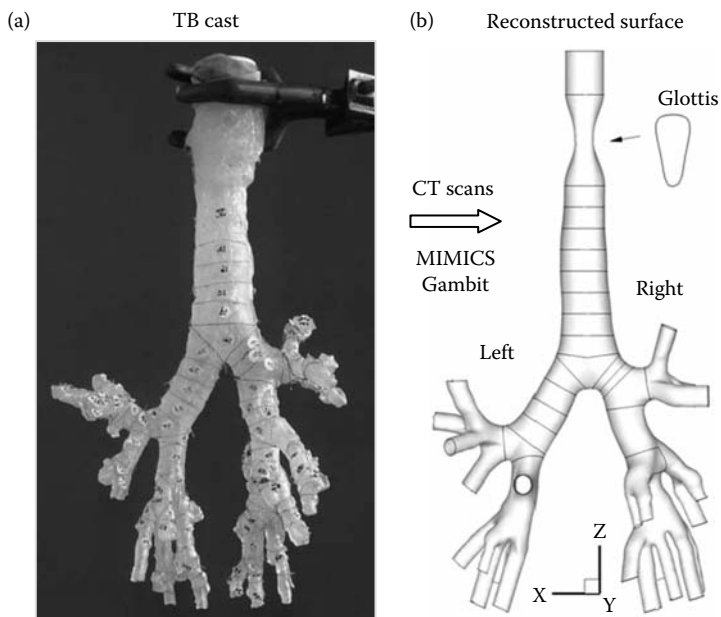 (a)
TB cast
(b)
Reconstructed surface
Glottis
CT scans
MIMICS
Gambit
Right
Left
Z
X
Y